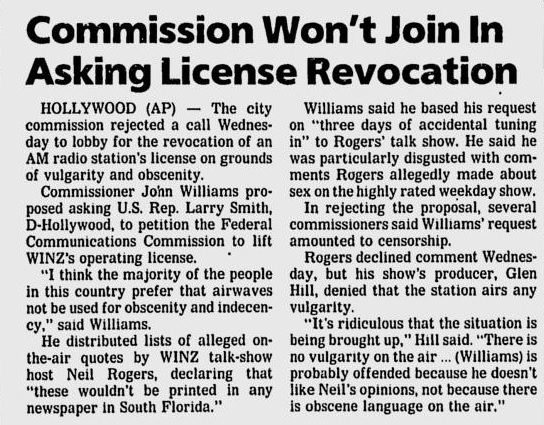 Commission Won't Join In
Asking License Revocation
HOLLYWOOD (AP) — The city
commission rejected a call Wednes-
day to lobby for the revocation of an
AM radio station's license on grounds
of vulgarity and obscenity.
Commissioner John Williams pro-
posed asking U.S. Rep. Larry Smith,
D-Hollywood, to petition the Federal
Communications Commission to lift
WINZ's operating license.
"I think the majority of the people
in this country prefer that airwaves
not be used for obscenity and indecen-
cy," said Williams.
He distributed lists of alleged on-
the-air quotes by WINZ talk-show
host Neil Rogers, declaring that
"these wouldn't be printed in any
newspaper in South Florida."
Williams said he based his request
on "three days of accidental tuning
in" to Rogers' talk show. He said he
was particularly disgusted with com-
ments Rogers allegedly made about
sex on the highly rated weekday show.
In rejecting the proposal, several
commissioners said Williams' request
amounted to censorship.
Rogers declined comment Wednes-
day, but his show's producer, Glen
Hill, denied that the station airs any
vulgarity.
"It's ridiculous that the situation is
being brought up," Hill said. "There is
no vulgarity on the air ... (Williams) is
probably offended because he doesn't
like Neil's opinions, not because there
is obscene language on the air."